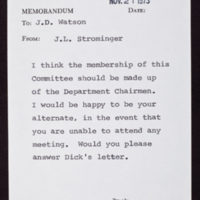 NOV. 21 1973
MEMORANDUM DATE:
To: J.D. Watson
From: J.L. Strominger
I think the membership of this
Committee should be made up
of the Department Chairmen.
I would be happy to be your
alternate, in the event that
you are unable to attend any
meeting. Would you please
answer Dick's letter.